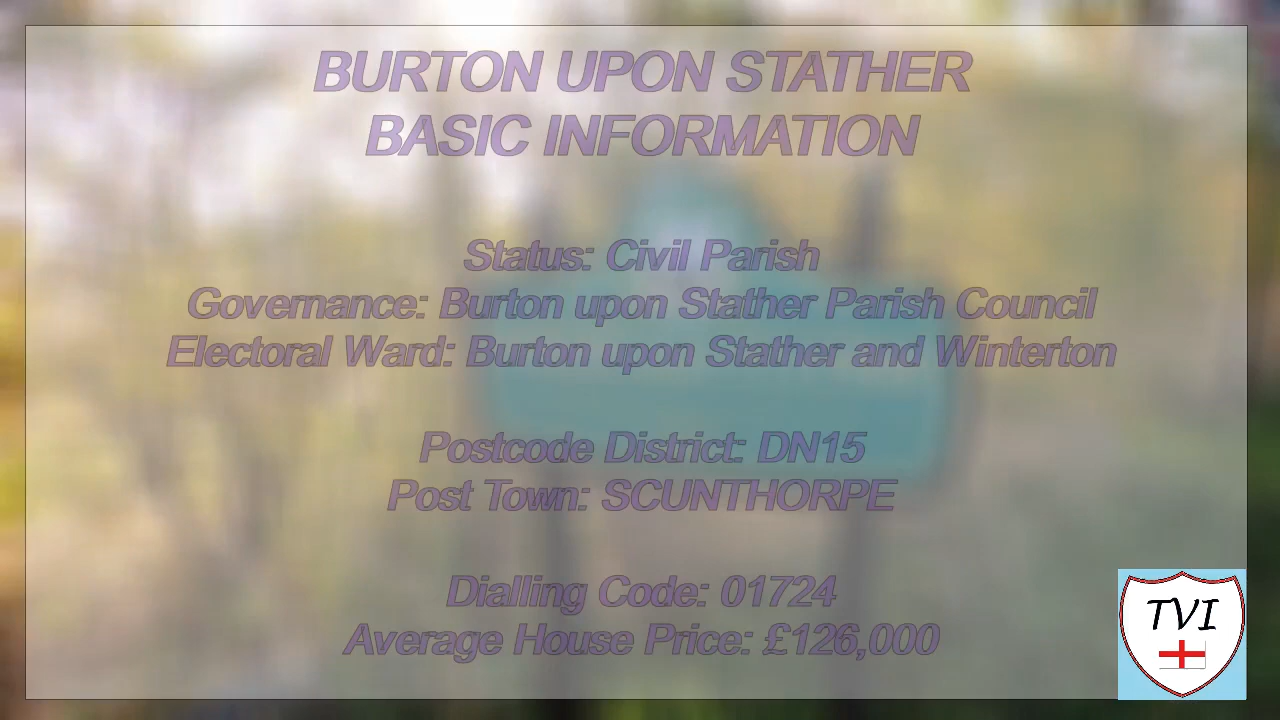 BURTON UPON STATHER
BASIC INFORMATION
Status: Civil Parish
Governance: Burton upon Stather Parish Council
Electoral Ward: Burton upon Stather and Winterton
Postcode District: DN15
Post Town: SCUNTHORPE
Dialling Code: 01724
Average House Price: £126,000
TVI